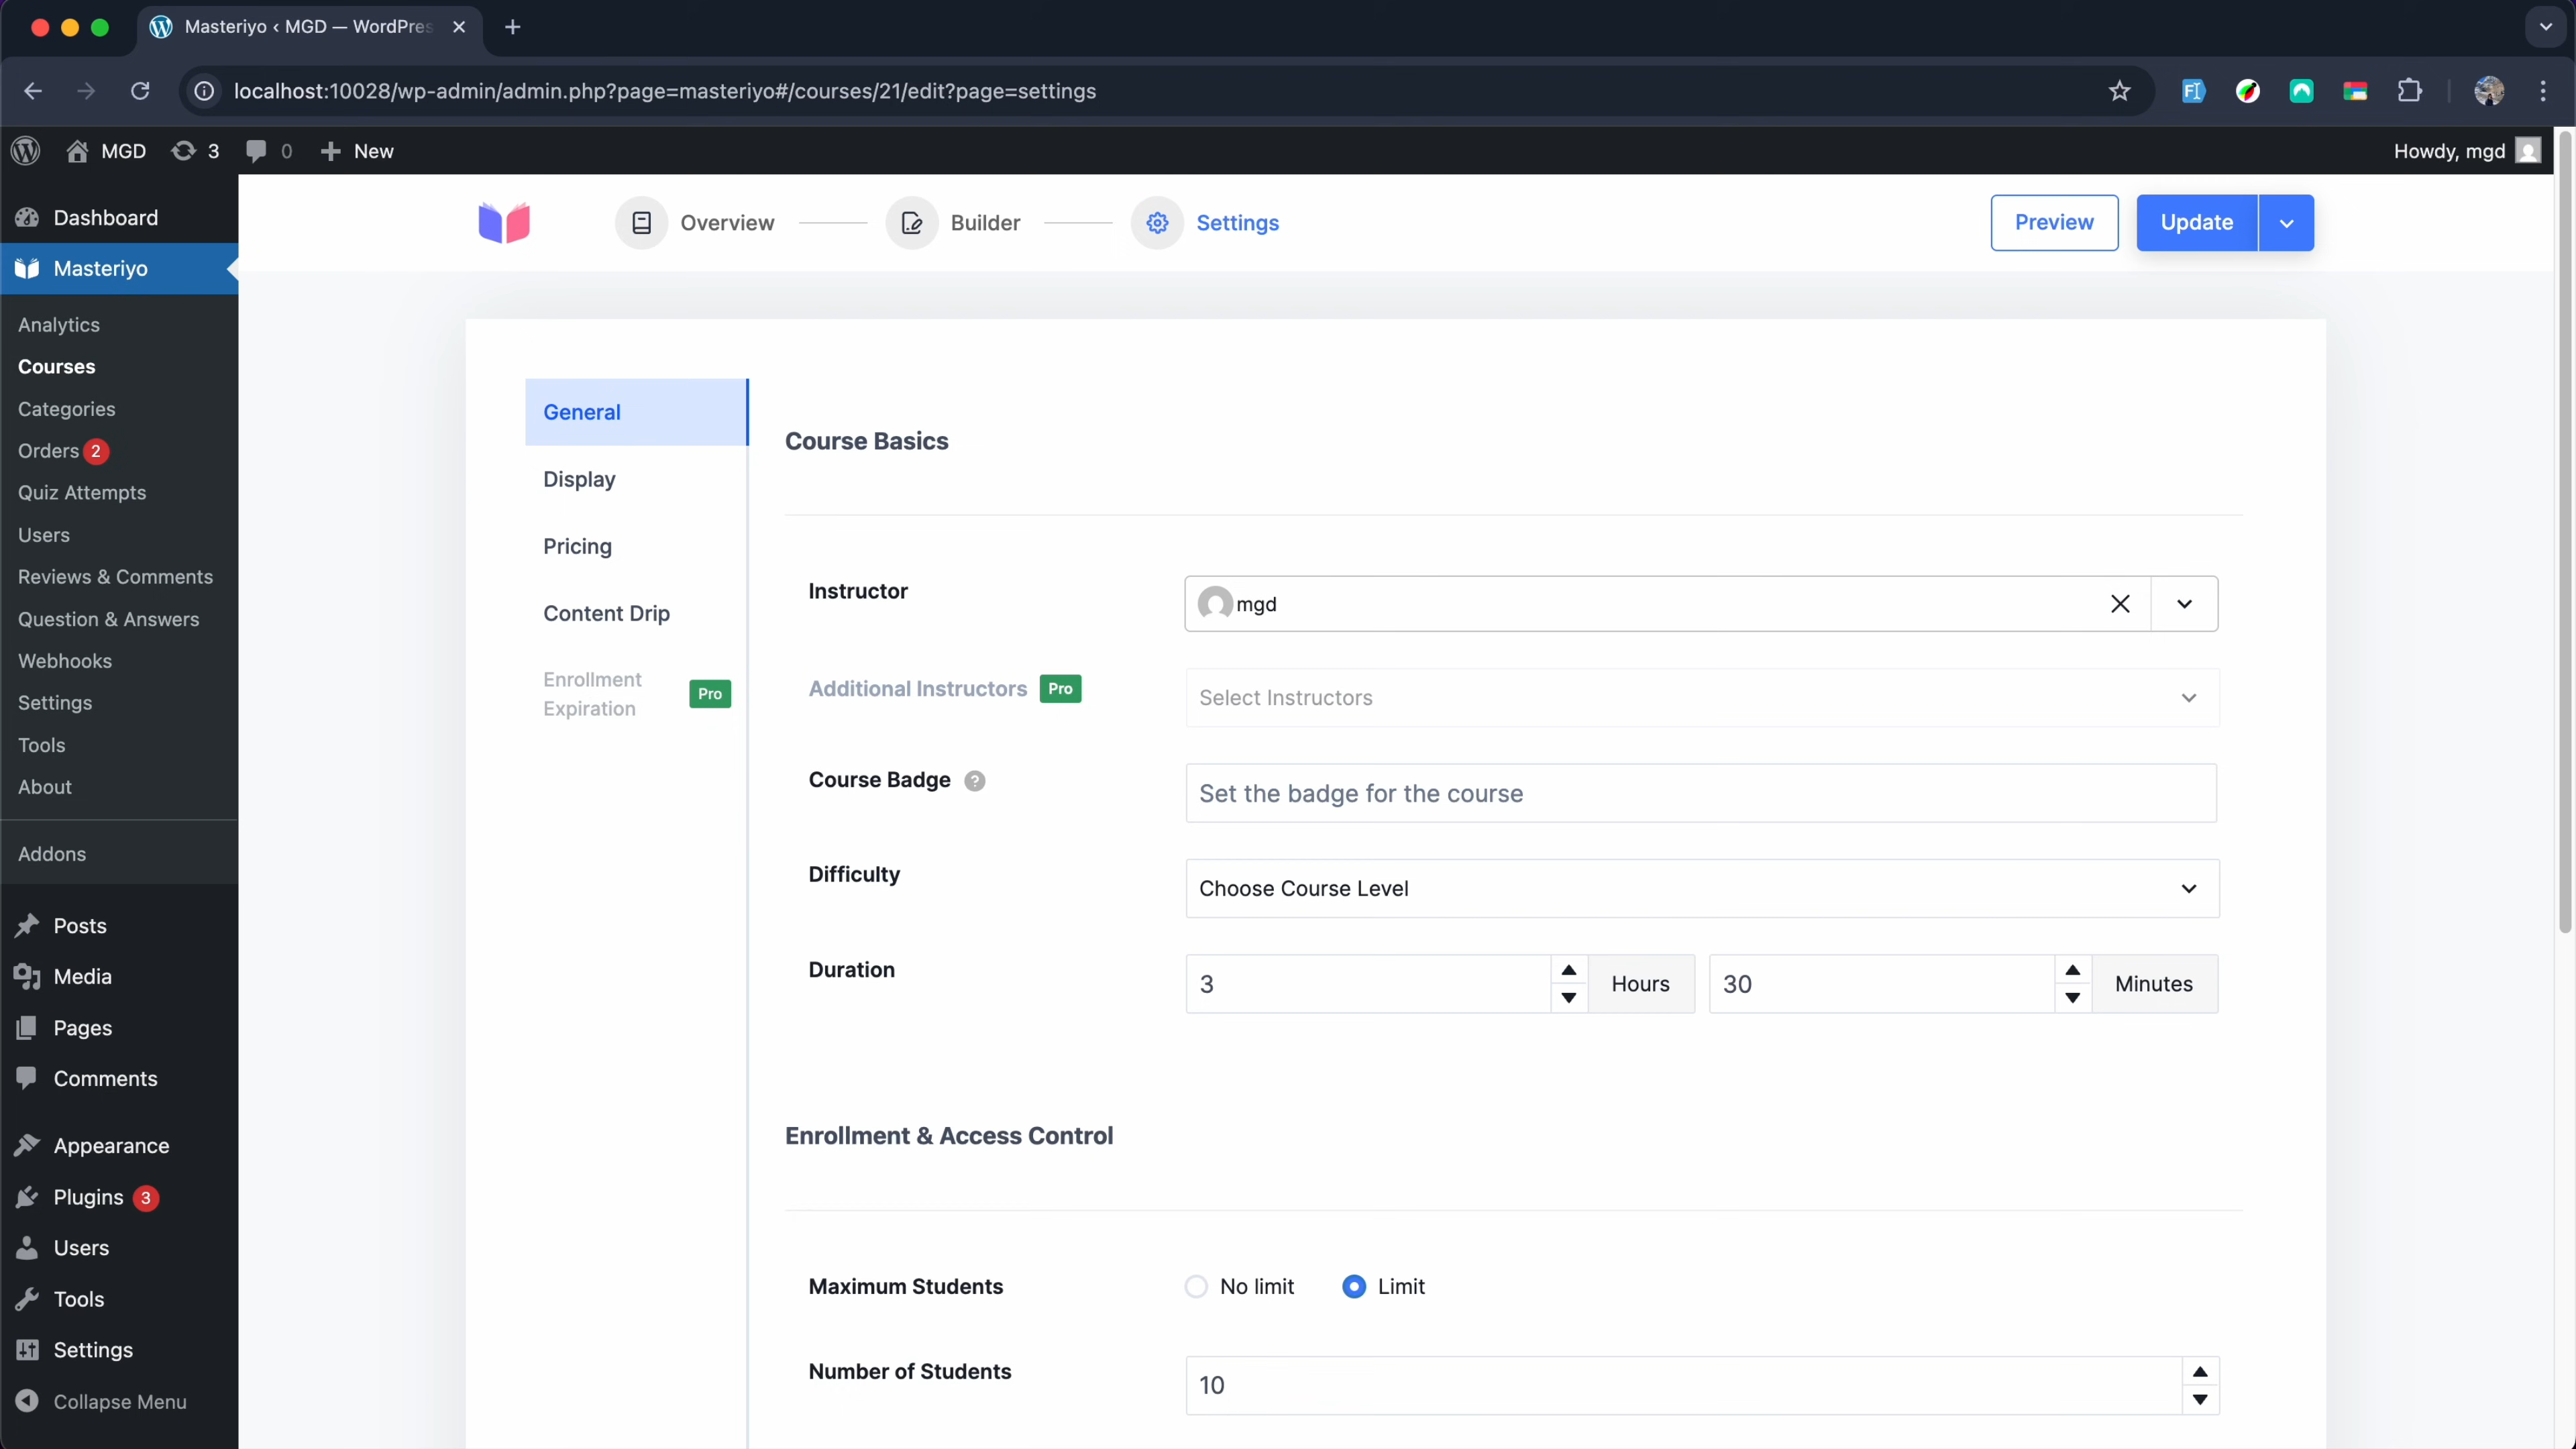 Masteriyo ‹ MGD — WordPres
localhost:10028/wp-admin/admin.php?page=masteriyo#/courses/21/edit?page=settings
MGD 3 0 New
Howdy, mgd
Dashboard
Masteriyo
Analytics
Courses
Categories
Orders 2
Quiz Attempts
Users
Reviews & Comments
Question & Answers
Webhooks
Settings
Tools
About
Addons
Posts
Media
Pages
Comments
Appearance
Plugins 3
Users
Tools
Settings
Collapse Menu
Overview
Builder
Settings
Preview
Update
General
Display
Pricing
Content Drip
Enrollment
Expiration
Pro
Course Basics
Instructor
mgd
Additional Instructors Pro
Select Instructors
Course Badge ?
Set the badge for the course
Difficulty
Choose Course Level
Duration
3 Hours 30 Minutes
Enrollment & Access Control
Maximum Students
No limit Limit
Number of Students
10